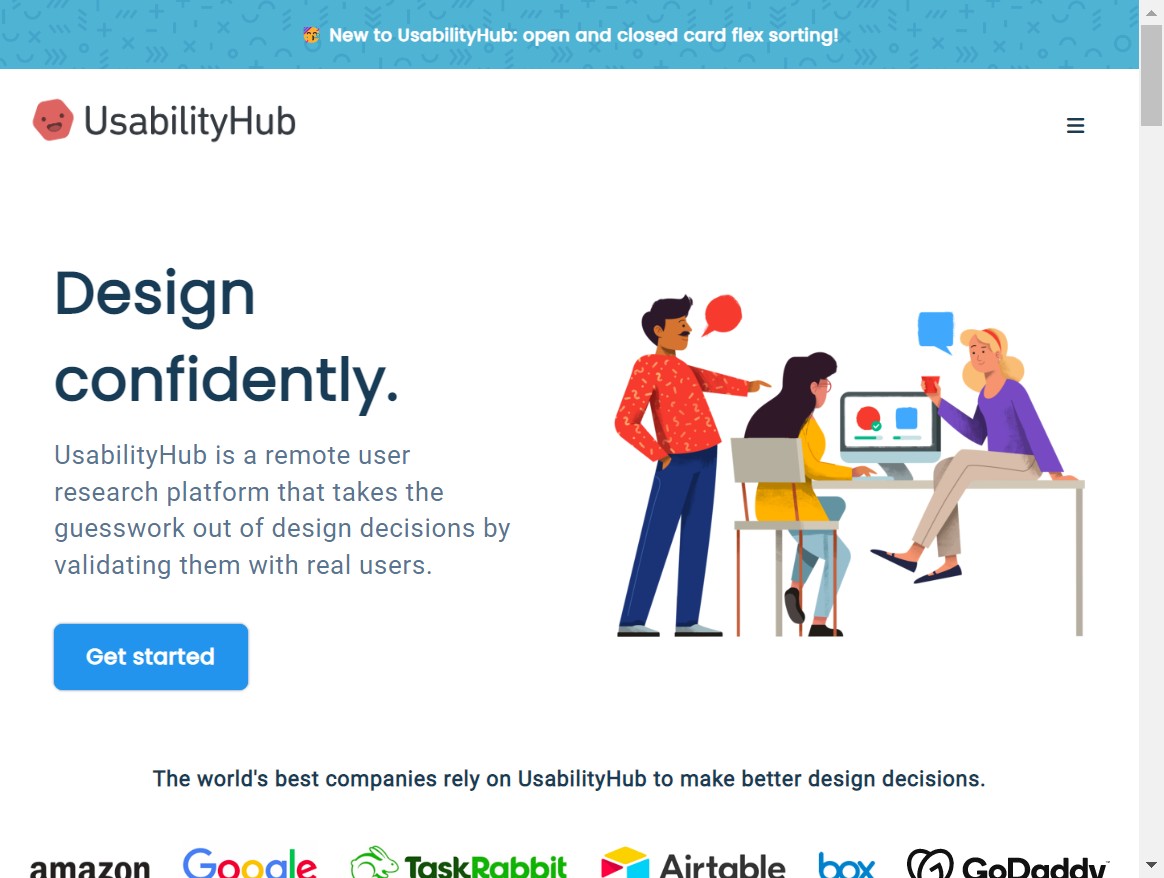 🥳 New to UsabilityHub: open and closed card flex sorting!
UsabilityHub
Design
confidently.
UsabilityHub is a remote user
research platform that takes the
guesswork out of design decisions by
validating them with real users.
Get started
The world's best companies rely on UsabilityHub to make better design decisions.
amazon Google TaskRabbit Airtable box GoDaddy